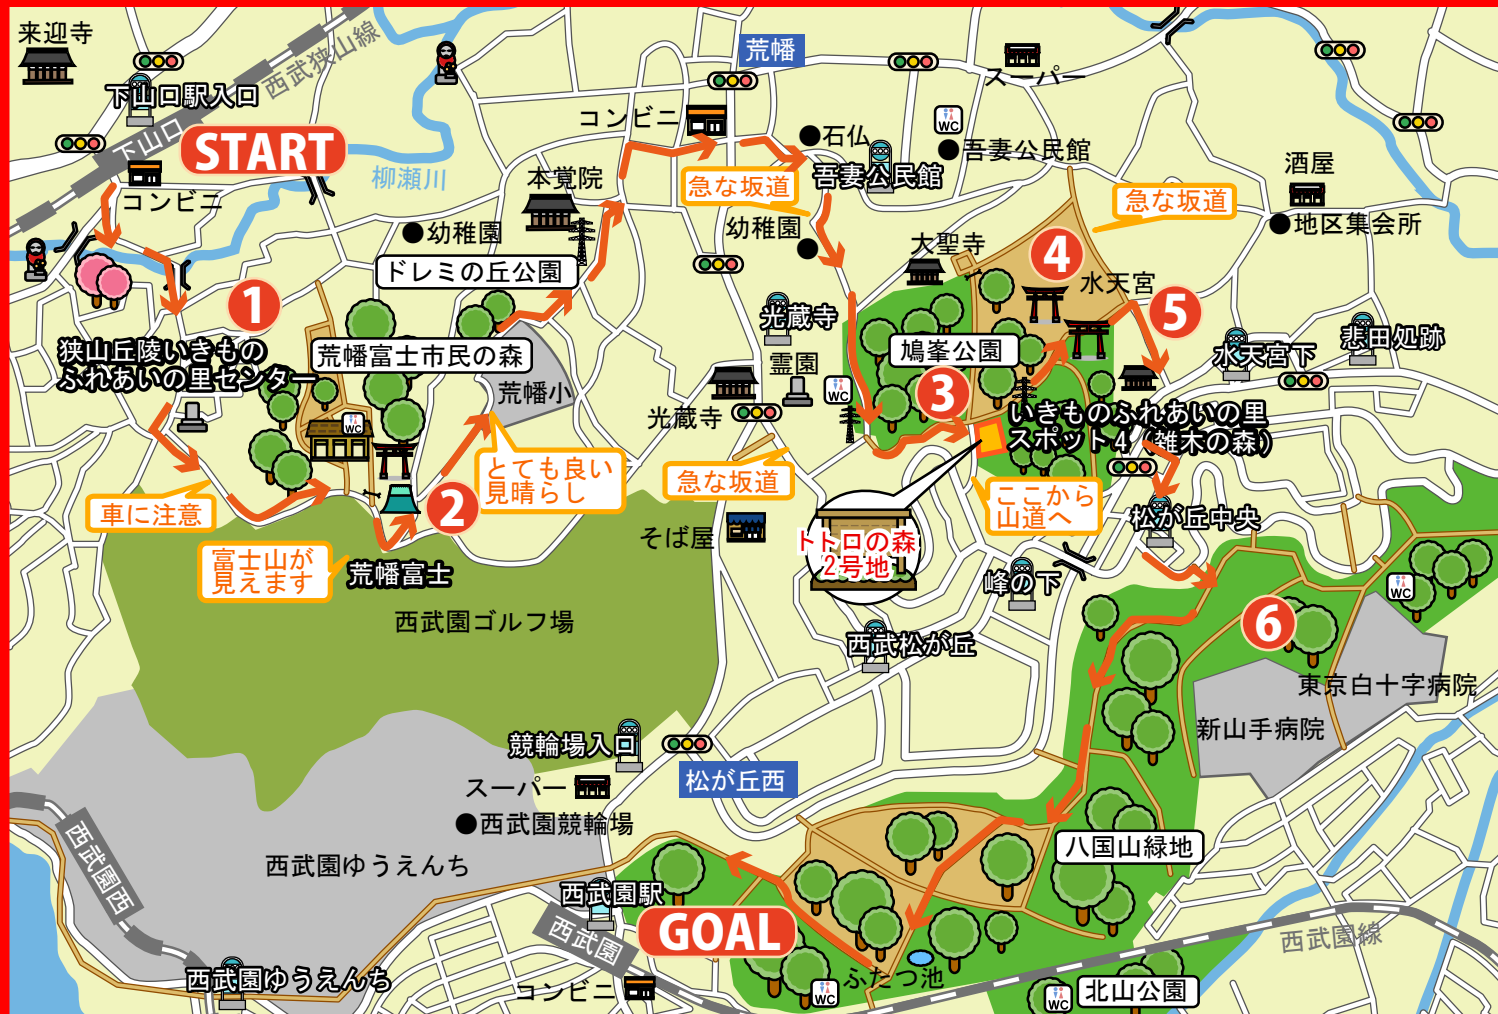 来迎寺
下山口駅入口
西武狭山線
下山口
START
コンビニ
柳瀬川
荒幡
スーパー
コンビニ
石仏
吾妻公民館
WC
吾妻公民館
酒屋
地区集会所
本覚院
幼稚園
ドレミの丘公園
急な坂道
幼稚園
急な坂道
大聖寺
4
水天宮
5
1
狭山丘陵いきもの
ふれあいの里センター
荒幡富士市民の森
荒幡小
光蔵寺
霊園
光蔵寺
WC
鳩峯公園
3
水天宮下
悲田処跡
いきものふれあいの里
スポット4（雑木の森）
WC
とても良い
見晴らし
2
車に注意
富士山が
見えます
荒幡富士
急な坂道
そば屋
トトロの森
2号地
ここから
山道へ
松が丘中央
峰の下
西武松が丘
西武園ゴルフ場
6
WC
東京白十字病院
新山手病院
競輪場入口
スーパー
西武園競輪場
松が丘西
八国山緑地
西武園ゆうえんち
西武園西
西武園駅
西武園
GOAL
西武園ゆうえんち
コンビニ
ふたつ池
WC
西武園線
北山公園
WC